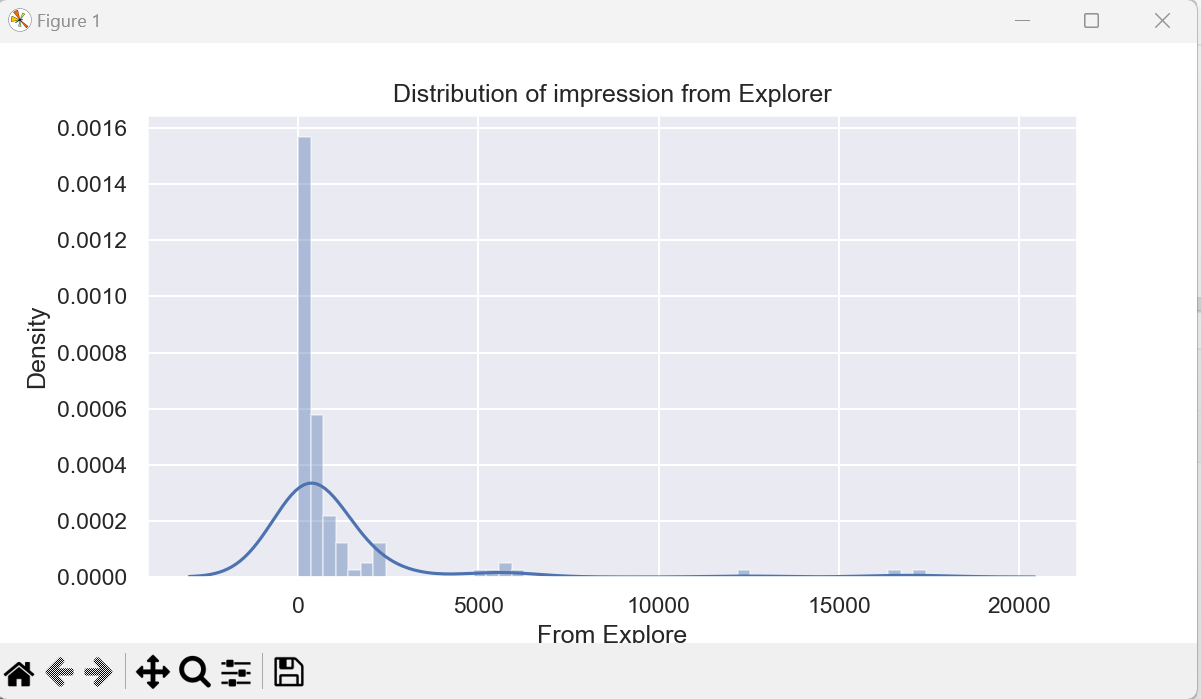 Figure 1
Distribution of impression from Explorer
0.0016
0.0014
0.0012
0.0010
0.0008
0.0006
0.0004
0.0002
0.0000
Density
0 5000 10000 15000 20000
From Explore